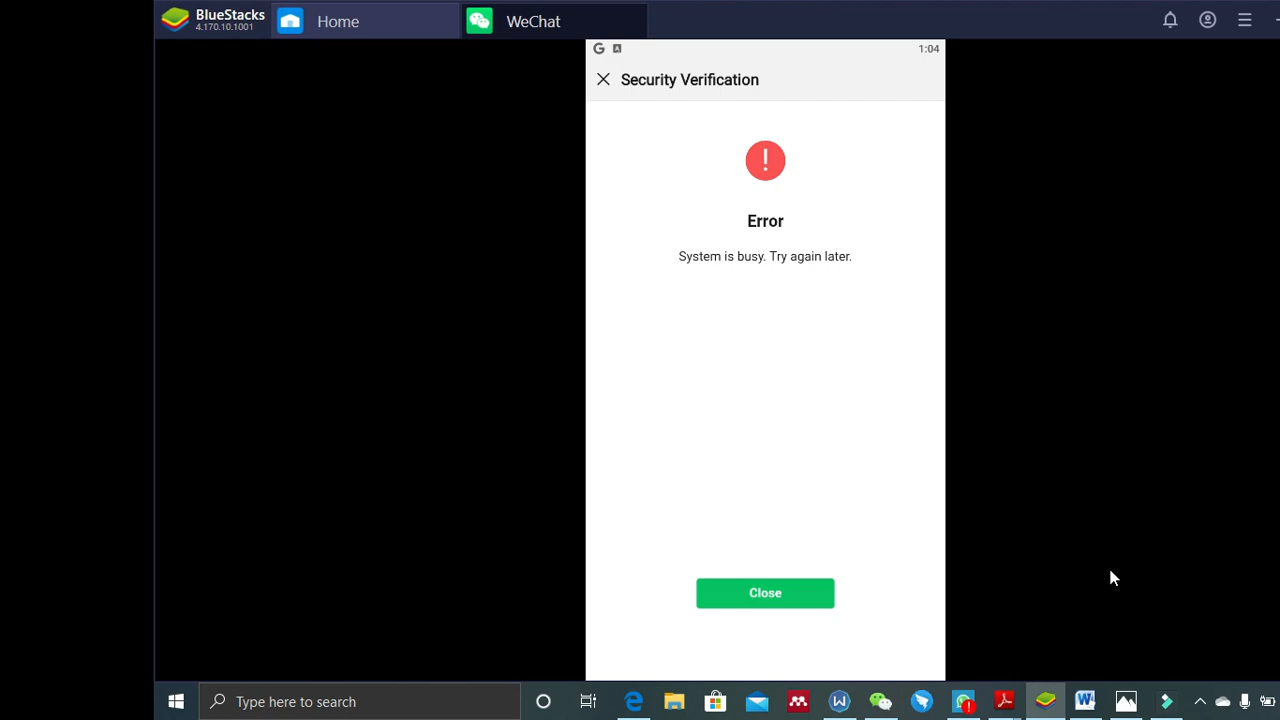 BlueStacks
4.170.10.1001
Home
WeChat
G A 1:04
Security Verification
!
Error
System is busy. Try again later.
Close
Type here to search